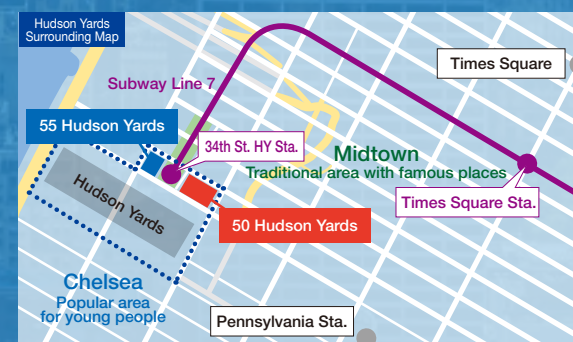 Hudson Yards
Surrounding Map
Times Square
Subway Line 7
55 Hudson Yards
34th St. HY Sta.
Midtown
Traditional area with famous places
Hudson Yards
Times Square Sta.
50 Hudson Yards
Chelsea
Popular area
for young people
Pennsylvania Sta.